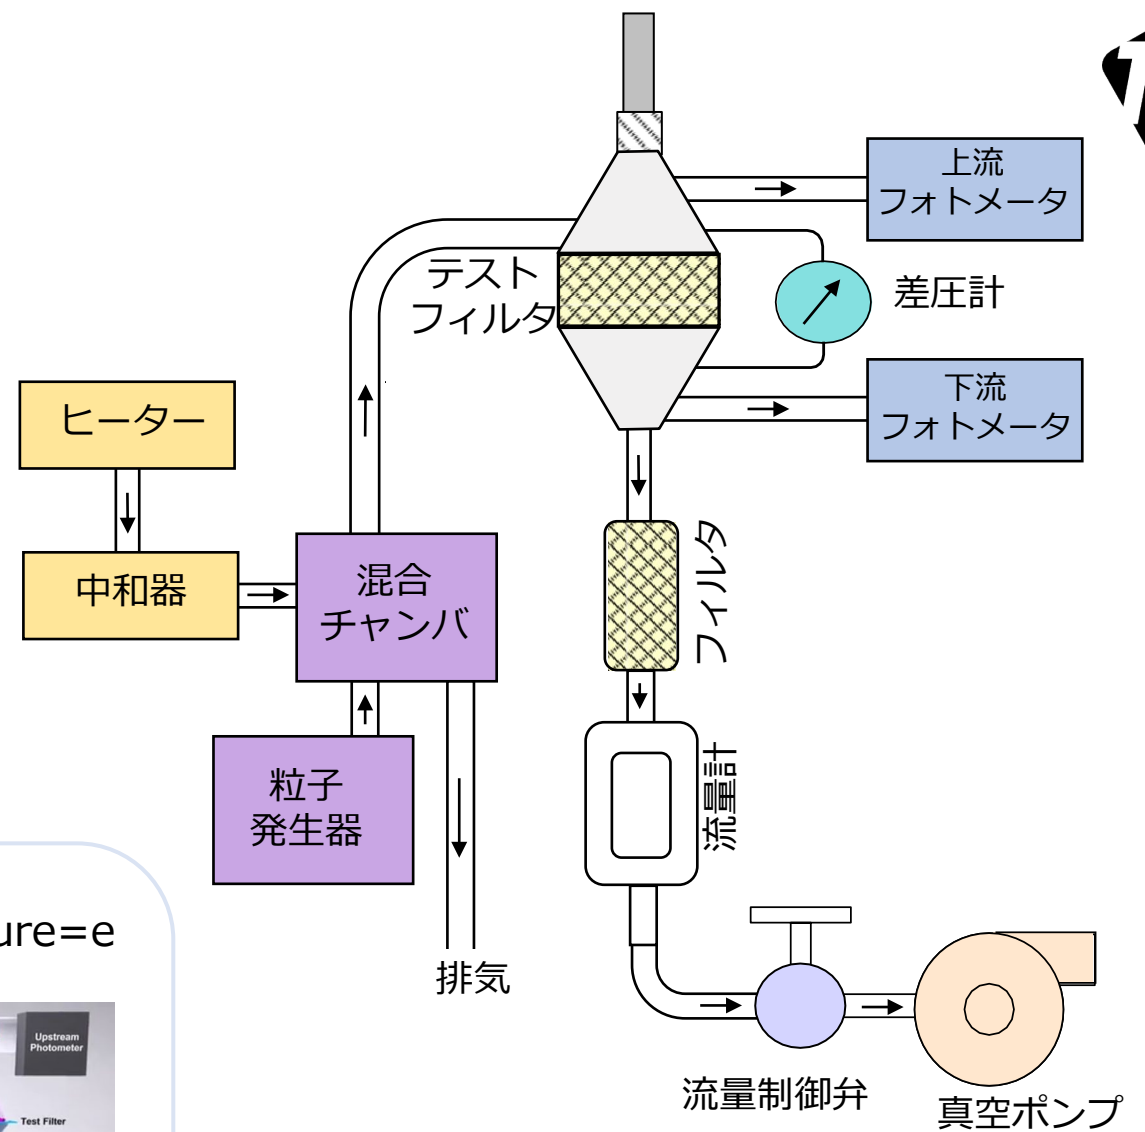 上流
フォトメータ
テスト
フィルタ
差圧計
下流
フォトメータ
ヒーター
中和器
混合
チャンバ
フィルタ
粒子
発生器
流量計
ure=e
排気
Upstream
Photometer
Test Filter
流量制御弁
真空ポンプ